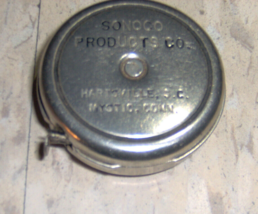 SONOCO
PRODUCTS CO.
HARTSVILLE, S.C.
MYSTIC, CONN.